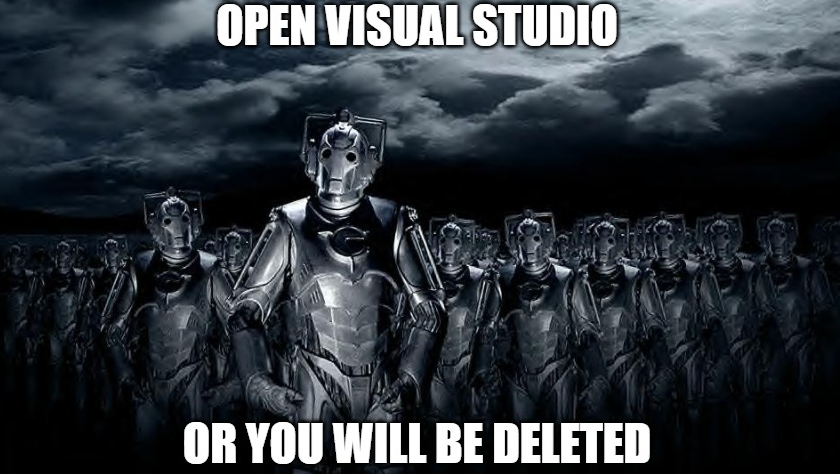 OPEN VISUAL STUDIO
OR YOU WILL BE DELETED